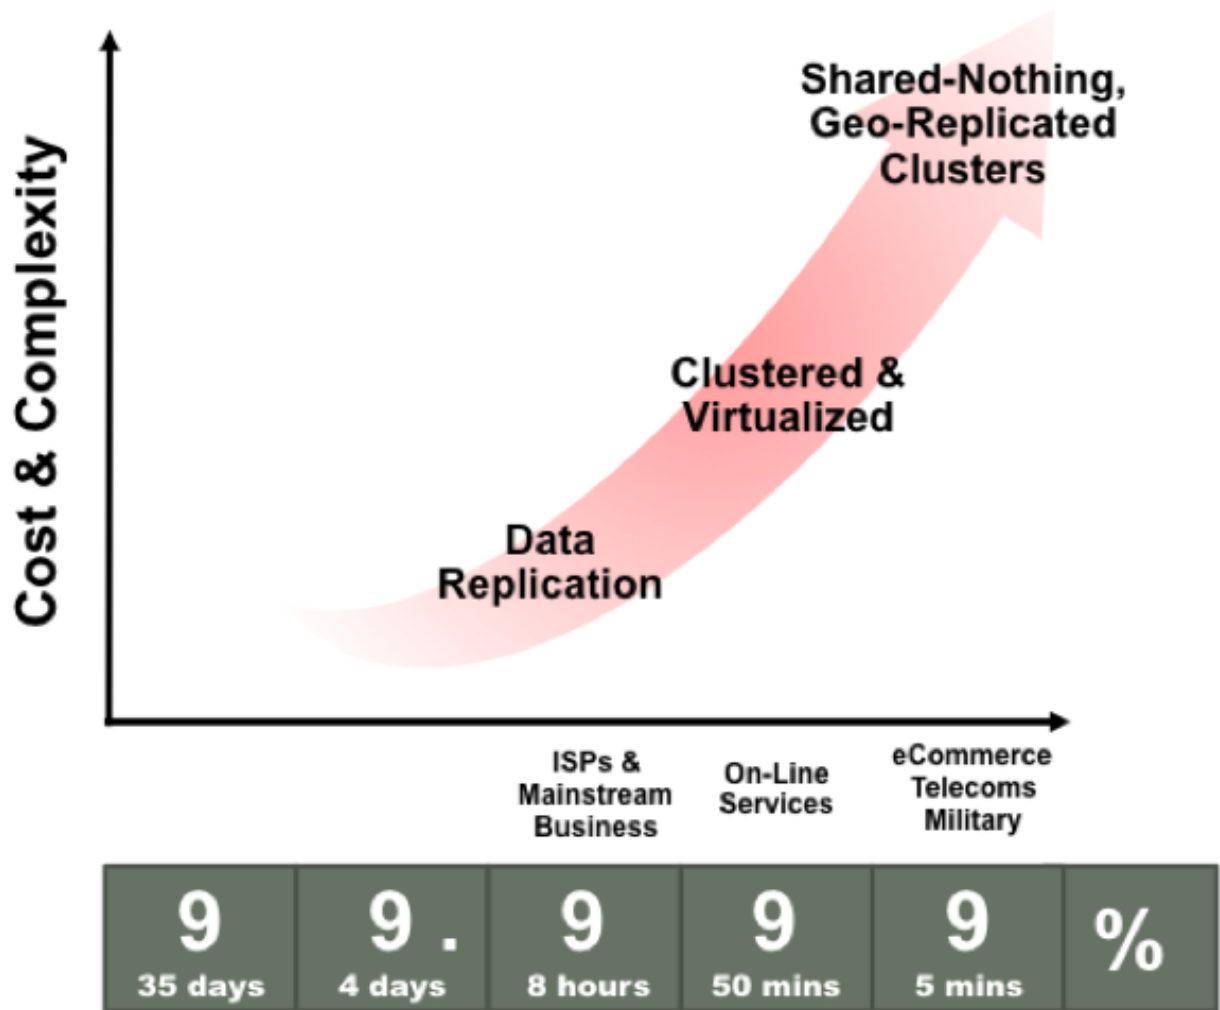 Cost & Complexity
Shared-Nothing,
Geo-Replicated
Clusters
Clustered &
Virtualized
Data
Replication
ISPs &
Mainstream
Business
On-Line
Services
eCommerce
Telecoms
Military
9 9. 9 9 9 %
35 days 4 days 8 hours 50 mins 5 mins